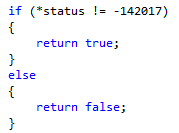 if (*status != -142017)
{
    return true;
}
else
{
    return false;
}